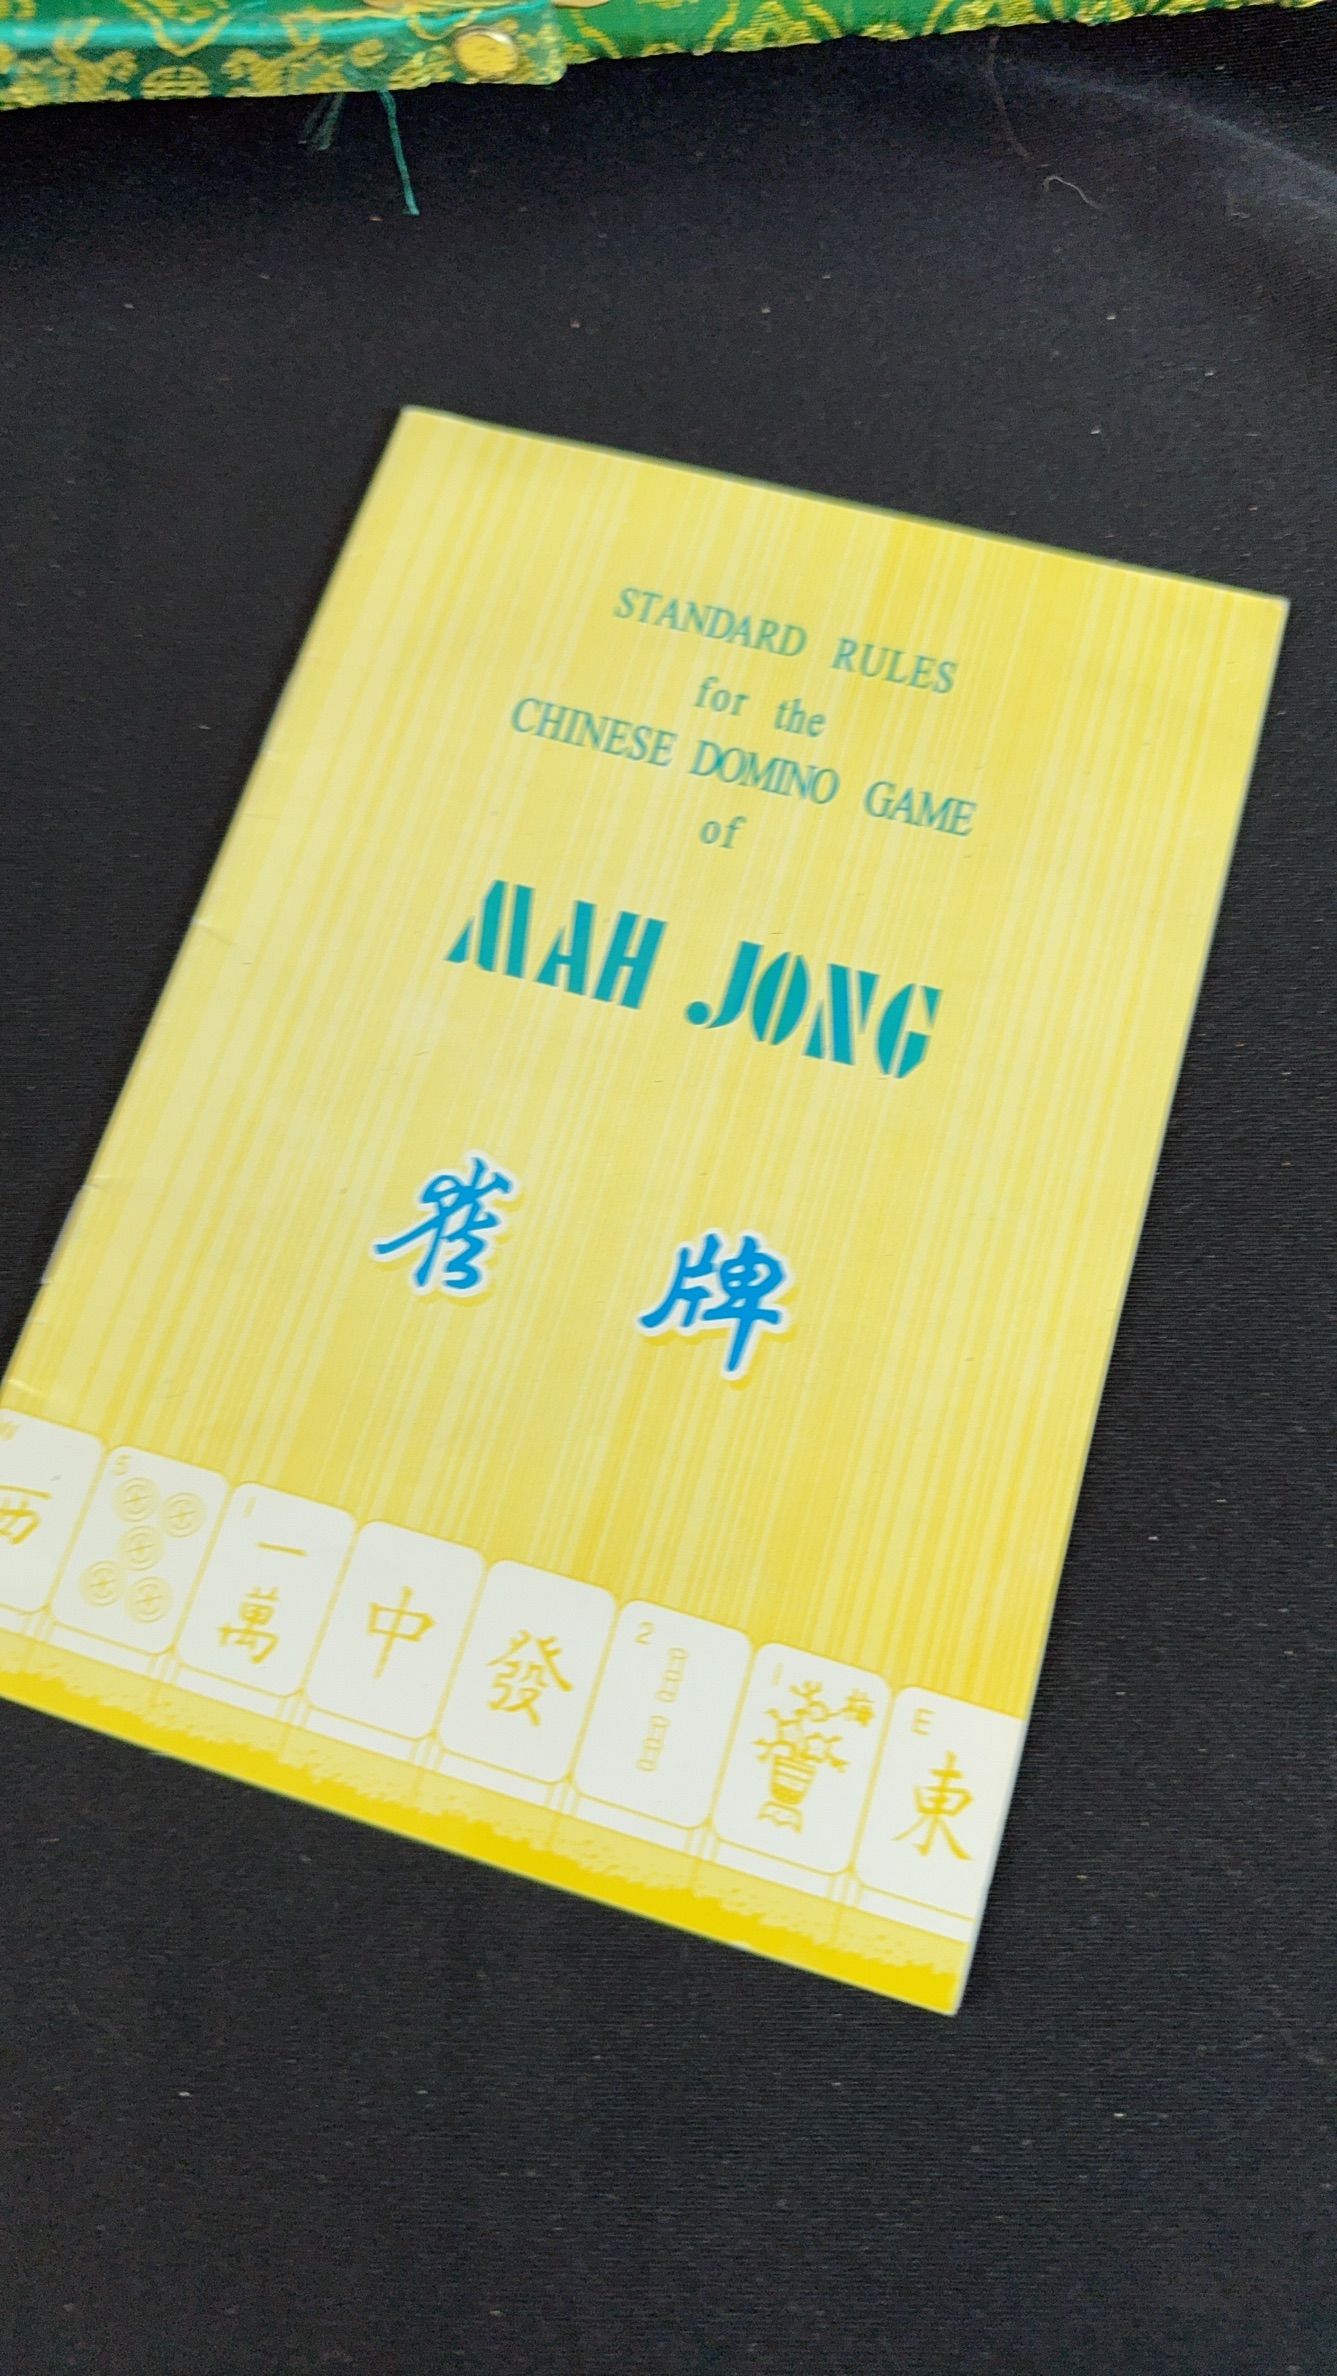 STANDARD RULES
for the
CHINESE DOMINO GAME
of
MAH JONG
雀牌
西 5 1 一萬 中 發 2 1 梅 E 東